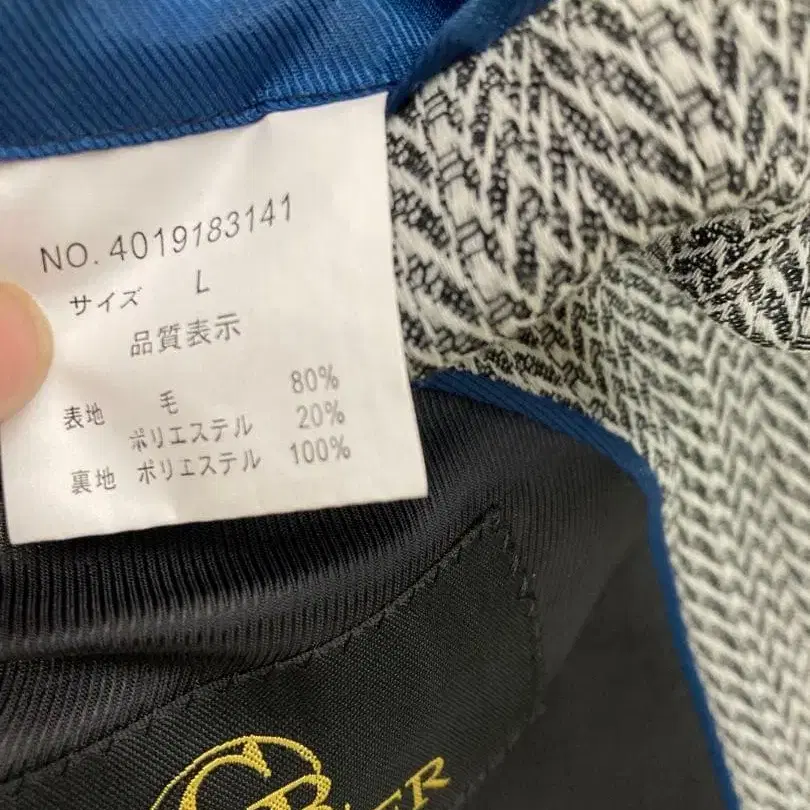 NO. 4019183141
サイズ L
品質表示
表地 毛 80%
ポリエステル 20%
裏地 ポリエステル 100%